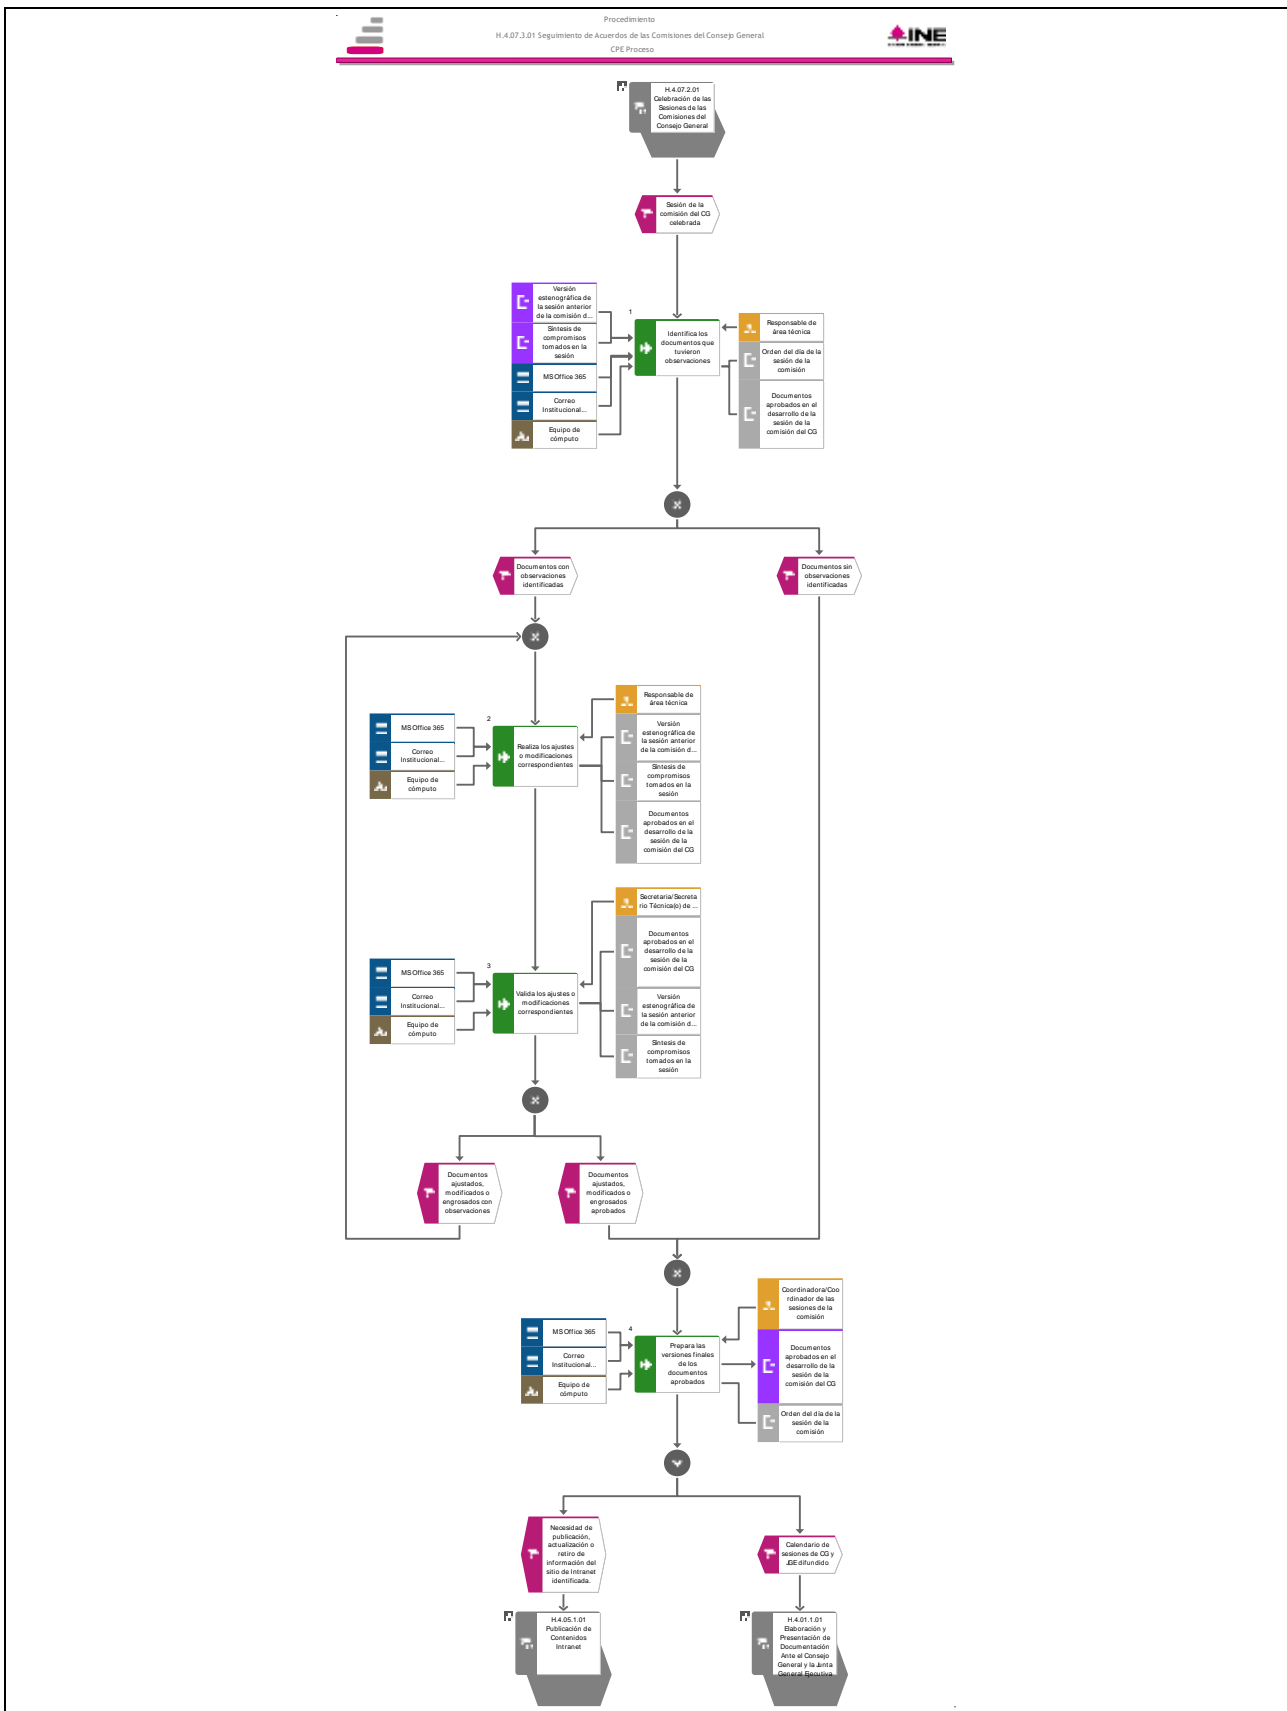 Procedimiento
H.4.07.3.01 Seguimiento de Acuerdos de las Comisiones del Consejo General
CPE Proceso
INE
H.4.07.2.01
Celebración de las
Sesiones de las
Comisiones del
Consejo General
Sesión de la
comisión del CG
celebrada
Versión
estenográfica de
la sesión anterior
de la comisión d...
Síntesis de
compromisos
tomados en la
sesión
MS Office 365
Correo
Institucional...
Equipo de
cómputo
1
Identifica los
documentos que
tuvieron
observaciones
Responsable de
área técnica
Orden del día de la
sesión de la
comisión
Documentos
aprobados en el
desarrollo de la
sesión de la
comisión del CG
Documentos con
observaciones
identificadas
Documentos sin
observaciones
identificadas
MS Office 365
Correo
Institucional...
Equipo de
cómputo
2
Realiza los ajustes
o modificaciones
correspondientes
Responsable de
área técnica
Versión
estenográfica de
la sesión anterior
de la comisión d...
Síntesis de
compromisos
tomados en la
sesión
Documentos
aprobados en el
desarrollo de la
sesión de la
comisión del CG
MS Office 365
Correo
Institucional...
Equipo de
cómputo
3
Valida los ajustes o
modificaciones
correspondientes
Secretaria/Secreta
rio Técnica(o) de ...
Documentos
aprobados en el
desarrollo de la
sesión de la
comisión del CG
Versión
estenográfica de
la sesión anterior
de la comisión d...
Síntesis de
compromisos
tomados en la
sesión
Documentos
ajustados,
modificados o
engrosados con
observaciones
Documentos
ajustados,
modificados o
engrosados
aprobados
MS Office 365
Correo
Institucional...
Equipo de
cómputo
4
Prepara las
versiones finales
de los
documentos
aprobados
Coordinadora/Coo
rdinador de las
sesiones de la
comisión
Documentos
aprobados en el
desarrollo de la
sesión de la
comisión del CG
Orden del día de la
sesión de la
comisión
Necesidad de
publicación,
actualización o
retiro de
información del
sitio de Intranet
identificada.
Calendario de
sesiones de CG y
JGE difundido
H.4.05.1.01
Publicación de
Contenidos
Intranet
H.4.01.1.01
Elaboración y
Presentación de
Documentación
Ante el Consejo
General y la Junta
General Ejecutiva